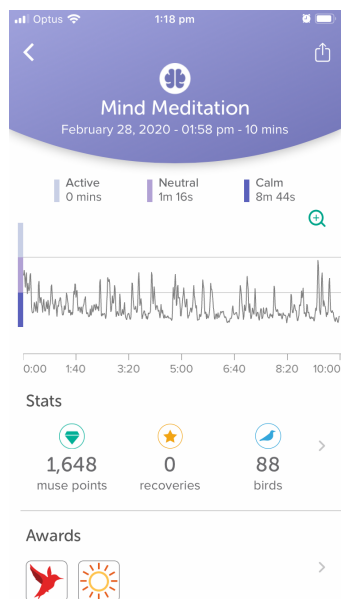 Optus 1:18 pm
Mind Meditation
February 28, 2020 - 01:58 pm - 10 mins
Active Neutral Calm
0 mins 1m 16s 8m 44s
0:00 1:40 3:20 5:00 6:40 8:20 10:00
Stats
1,648 0 88
muse points recoveries birds
Awards